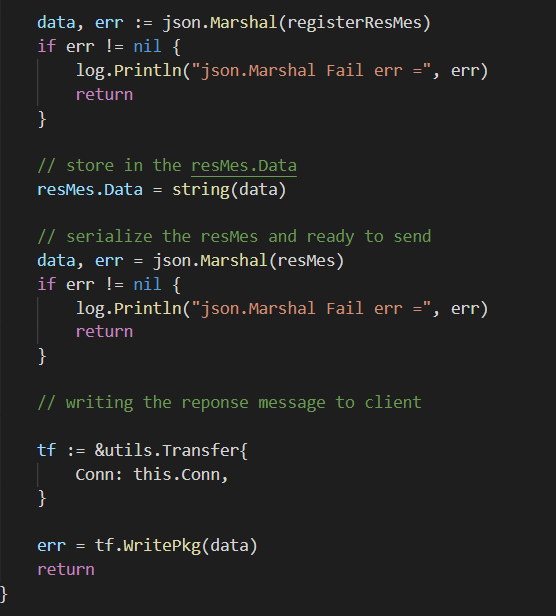 data, err := json.Marshal(registerResMes)
if err != nil {
log.Println("json.Marshal Fail err =", err)
return
}
// store in the resMes.Data
resMes.Data = string(data)
// serialize the resMes and ready to send
data, err = json.Marshal(resMes)
if err != nil {
log.Println("json.Marshal Fail err =", err)
return
}
// writing the reponse message to client
tf := &utils.Transfer{
Conn: this.Conn,
}
err = tf.WritePkg(data)
return
}